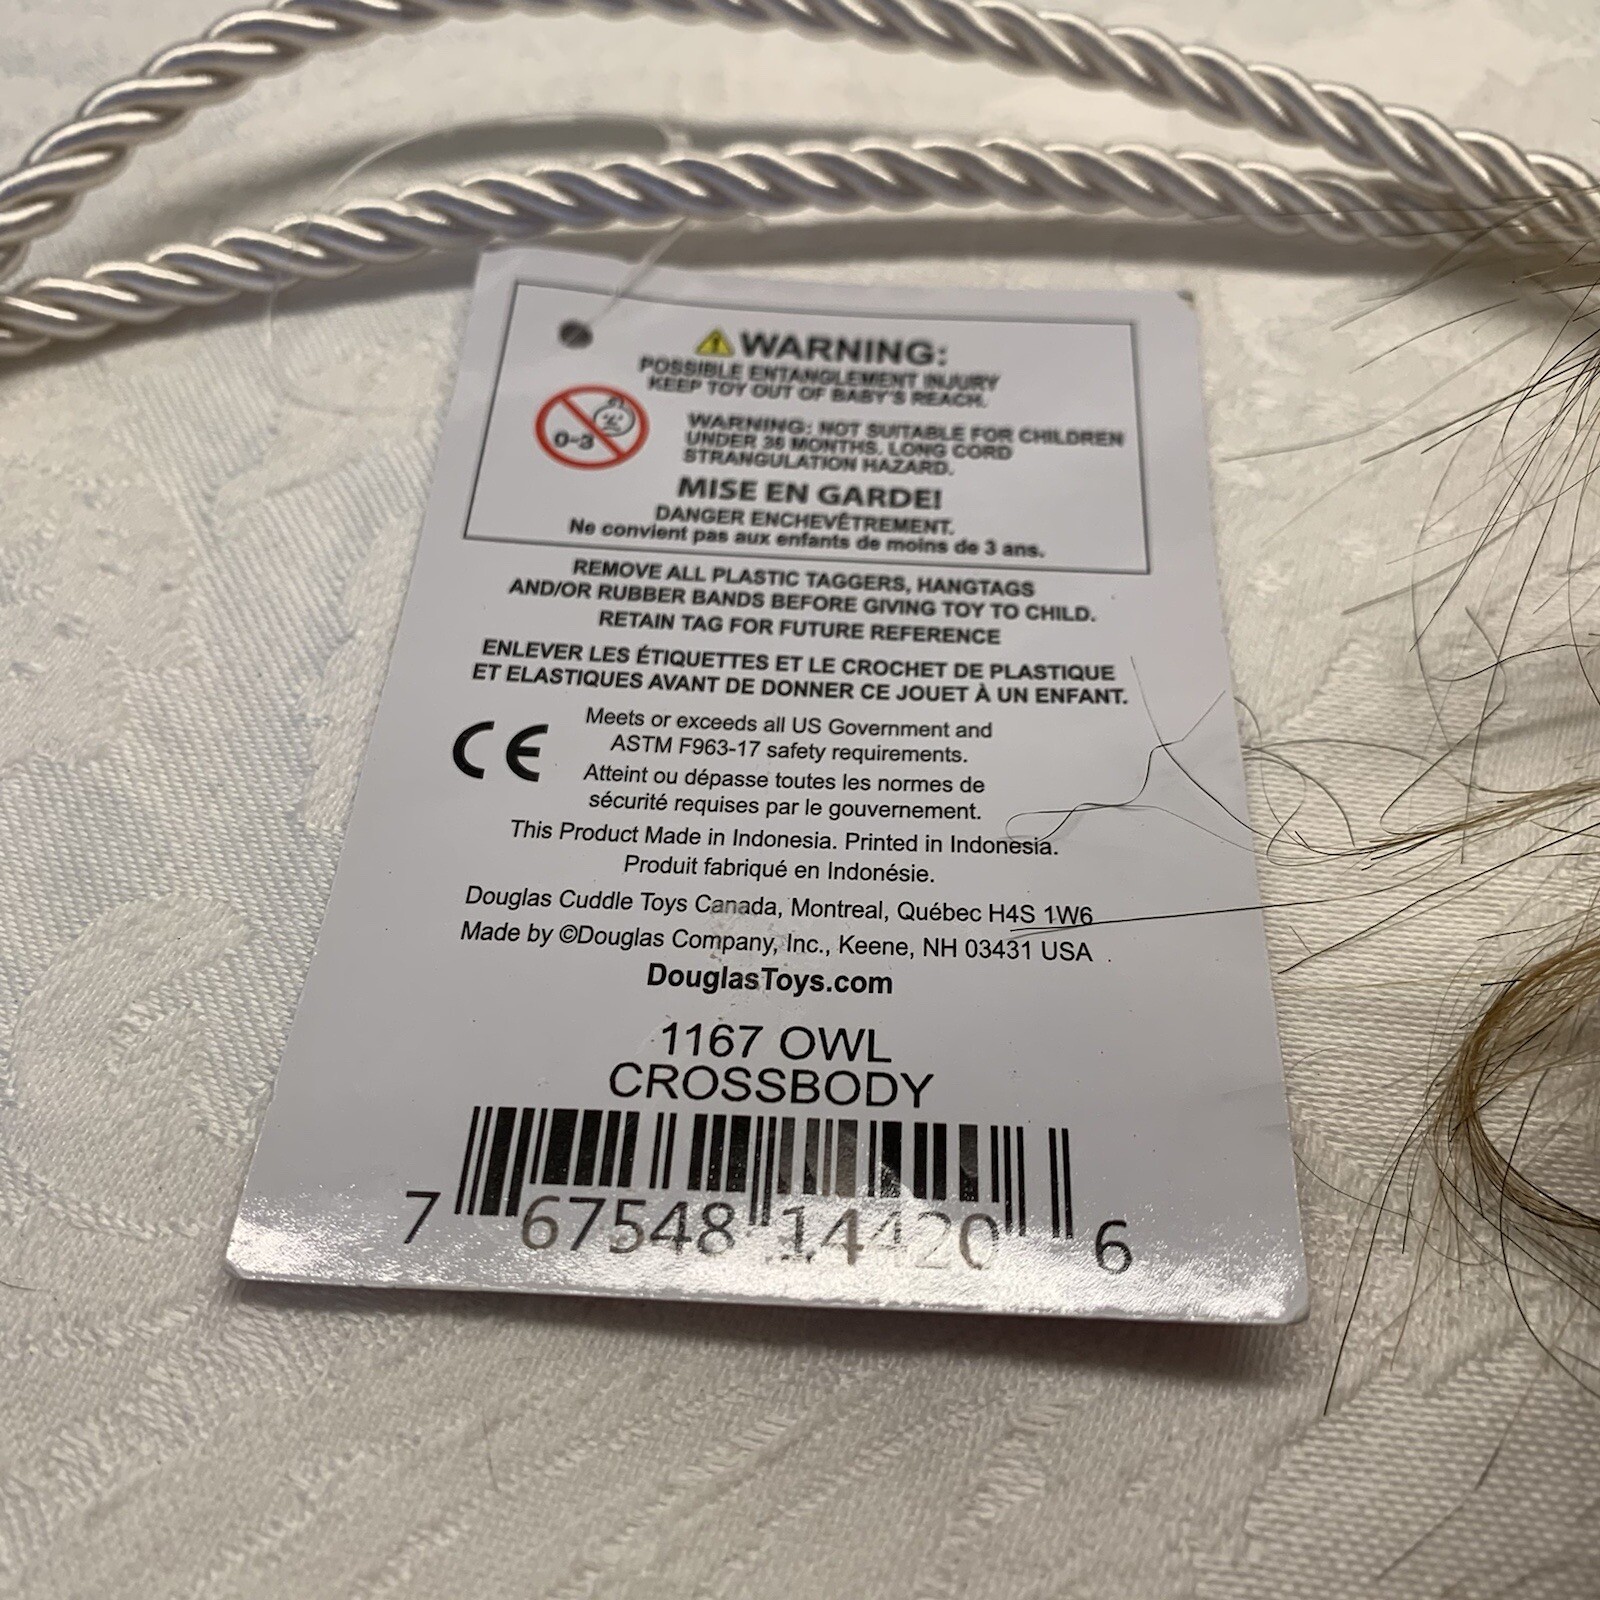 WARNING:
POSSIBLE ENTANGLEMENT INJURY
KEEP TOY OUT OF BABY'S REACH.
0-3
WARNING: NOT SUITABLE FOR CHILDREN
UNDER 36 MONTHS. LONG CORD
STRANGULATION HAZARD.
MISE EN GARDE!
DANGER ENCHEVÊTREMENT.
Ne convient pas aux enfants de moins de 3 ans.
REMOVE ALL PLASTIC TAGGERS, HANGTAGS
AND/OR RUBBER BANDS BEFORE GIVING TOY TO CHILD.
RETAIN TAG FOR FUTURE REFERENCE
ENLEVER LES ÉTIQUETTES ET LE CROCHET DE PLASTIQUE
ET ELASTIQUES AVANT DE DONNER CE JOUET À UN ENFANT.
CE
Meets or exceeds all US Government and
ASTM F963-17 safety requirements.
Atteint ou dépasse toutes les normes de
sécurité requises par le gouvernement.
This Product Made in Indonesia. Printed in Indonesia.
Produit fabriqué en Indonésie.
Douglas Cuddle Toys Canada, Montreal, Québec H4S 1W6
Made by ©Douglas Company, Inc., Keene, NH 03431 USA
DouglasToys.com
1167 OWL
CROSSBODY
7 67548 14420 6